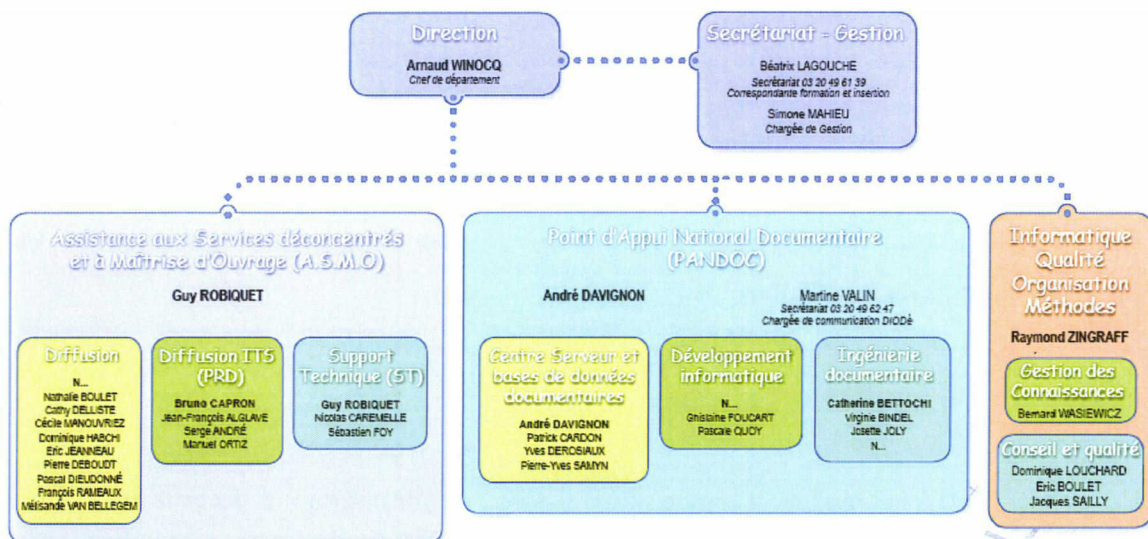 Direction
Arnaud WINOCQ
Chef de département
Secrétariat - Gestion
Béatrix LAGOUCHE
Secrétariat 03 20 49 61 39
Correspondante formation et insertion
Simone MAHIEU
Chargée de Gestion
Assistance aux Services déconcentrés
et à Maîtrise d'Ouvrage (A.S.M.O)
Guy ROBIQUET
Diffusion
N...
Nathalie BOULET
Cathy DELLISTE
Cécile MANOUVRIEZ
Dominique HABCHI
Eric JEANNEAU
Pierre DEBOUDT
Pascal DIEUDONNÉ
François RAMEAUX
Mélisande VAN BELLEGEM
Diffusion ITS
(PRD)
Bruno CAPRON
Jean-François ALGLAVE
Serge ANDRÉ
Manuel ORTIZ
Support
Technique (ST)
Guy ROBIQUET
Nicolas CAREMELLE
Sébastien FOY
Point d'Appui National Documentaire
(PANDOC)
André DAVIGNON
Martine VALIN
Secrétariat 03 20 49 62 47
Chargée de communication DIODé
Centre Serveur et
bases de données
documentaires
André DAVIGNON
Patrick CARDON
Yves DEROSIAUX
Pierre-Yves SAMYN
Développement
informatique
N...
Ghislaine FOUCART
Pascale QUOY
Ingénierie
documentaire
Catherine BETTOCHI
Virginie BINDEL
Josette JOLY
N...
Informatique
Qualité
Organisation
Méthodes
Raymond ZINGRAFF
Gestion des
Connaissances
Bernard WASIEWICZ
Conseil et qualité
Dominique LOUCHARD
Eric BOULET
Jacques SAILLY